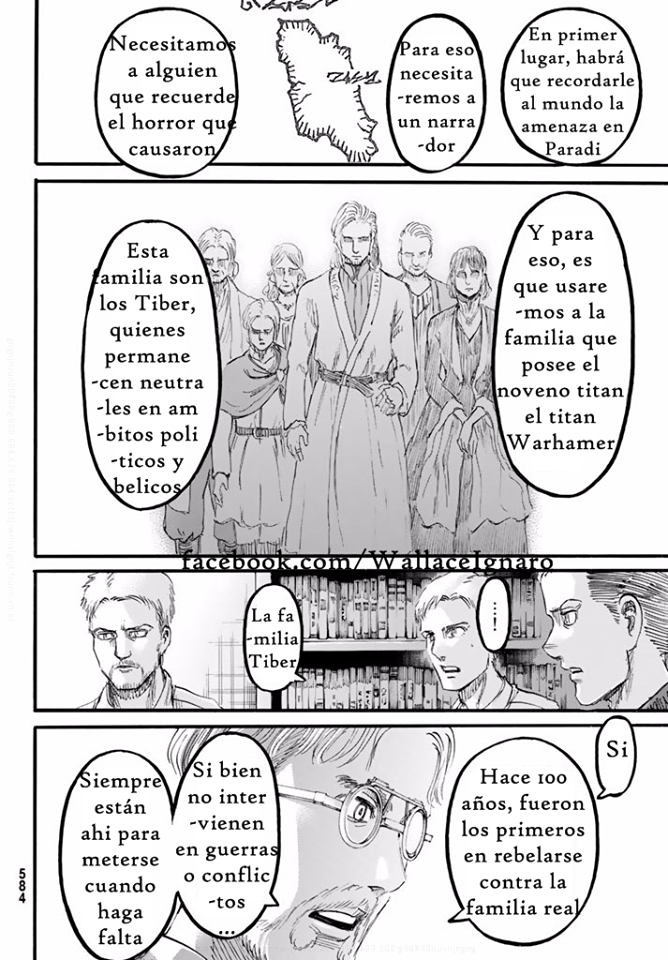 En primer
lugar, habrá
que recordarle
al mundo la
amenaza en
Paradi
Para eso
necesita
-remos a
un narra
-dor
Necesitamos
a alguien
que recuerde
el horror que
causaron
Y para
eso, es
que usare
-mos a la
familia que
posee el
noveno titan
el titan
Warhamer
Esta
familia son
los Tiber,
quienes
permane
-cen neutra
-les en am
-bitos poli
-ticos y
belicos
facebook.com/WallaceIgnaro
...!
La fa
-milia
Tiber
Si
Hace 100
años, fueron
los primeros
en rebelarse
contra la
familia real
Si bien
no inter
-vienen
en guerras
o conflic
-tos
...
Siempre
están
ahi para
meterse
cuando
haga
falta
584